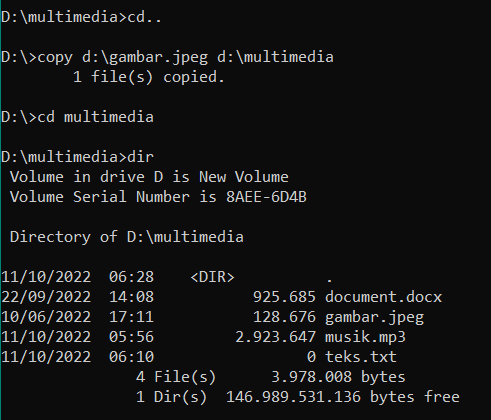 D:\multimedia>cd..
D:\>copy d:\gambar.jpeg d:\multimedia
        1 file(s) copied.
D:\>cd multimedia
D:\multimedia>dir
 Volume in drive D is New Volume
 Volume Serial Number is 8AEE-6D4B
 Directory of D:\multimedia
11/10/2022  06:28    <DIR>          .
22/09/2022  14:08           925.685 document.docx
10/06/2022  17:11           128.676 gambar.jpeg
11/10/2022  05:56         2.923.647 musik.mp3
11/10/2022  06:10                 0 teks.txt
               4 File(s)      3.978.008 bytes
               1 Dir(s)  146.989.531.136 bytes free